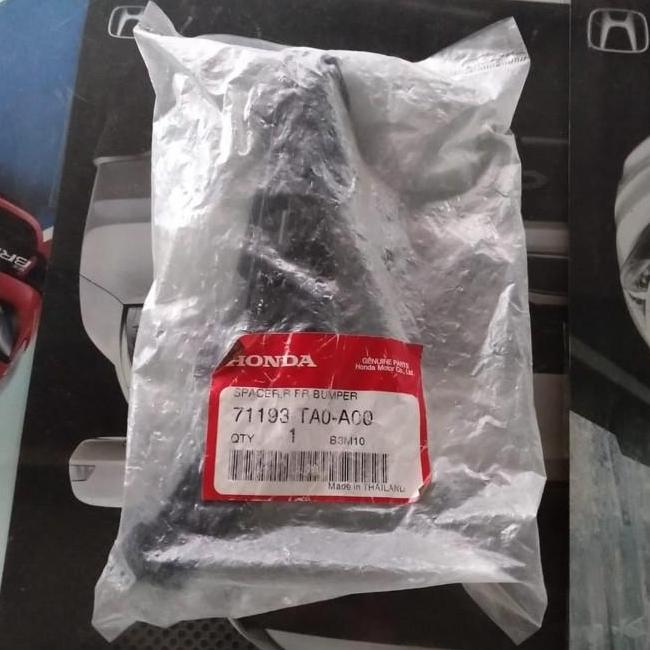 HONDA
GENUINE PARTS
Honda Motor Co., Ltd.
SPACER,R FR BUMPER
71193-TA0-A00
QTY 1 B3M10
Made in THAILAND